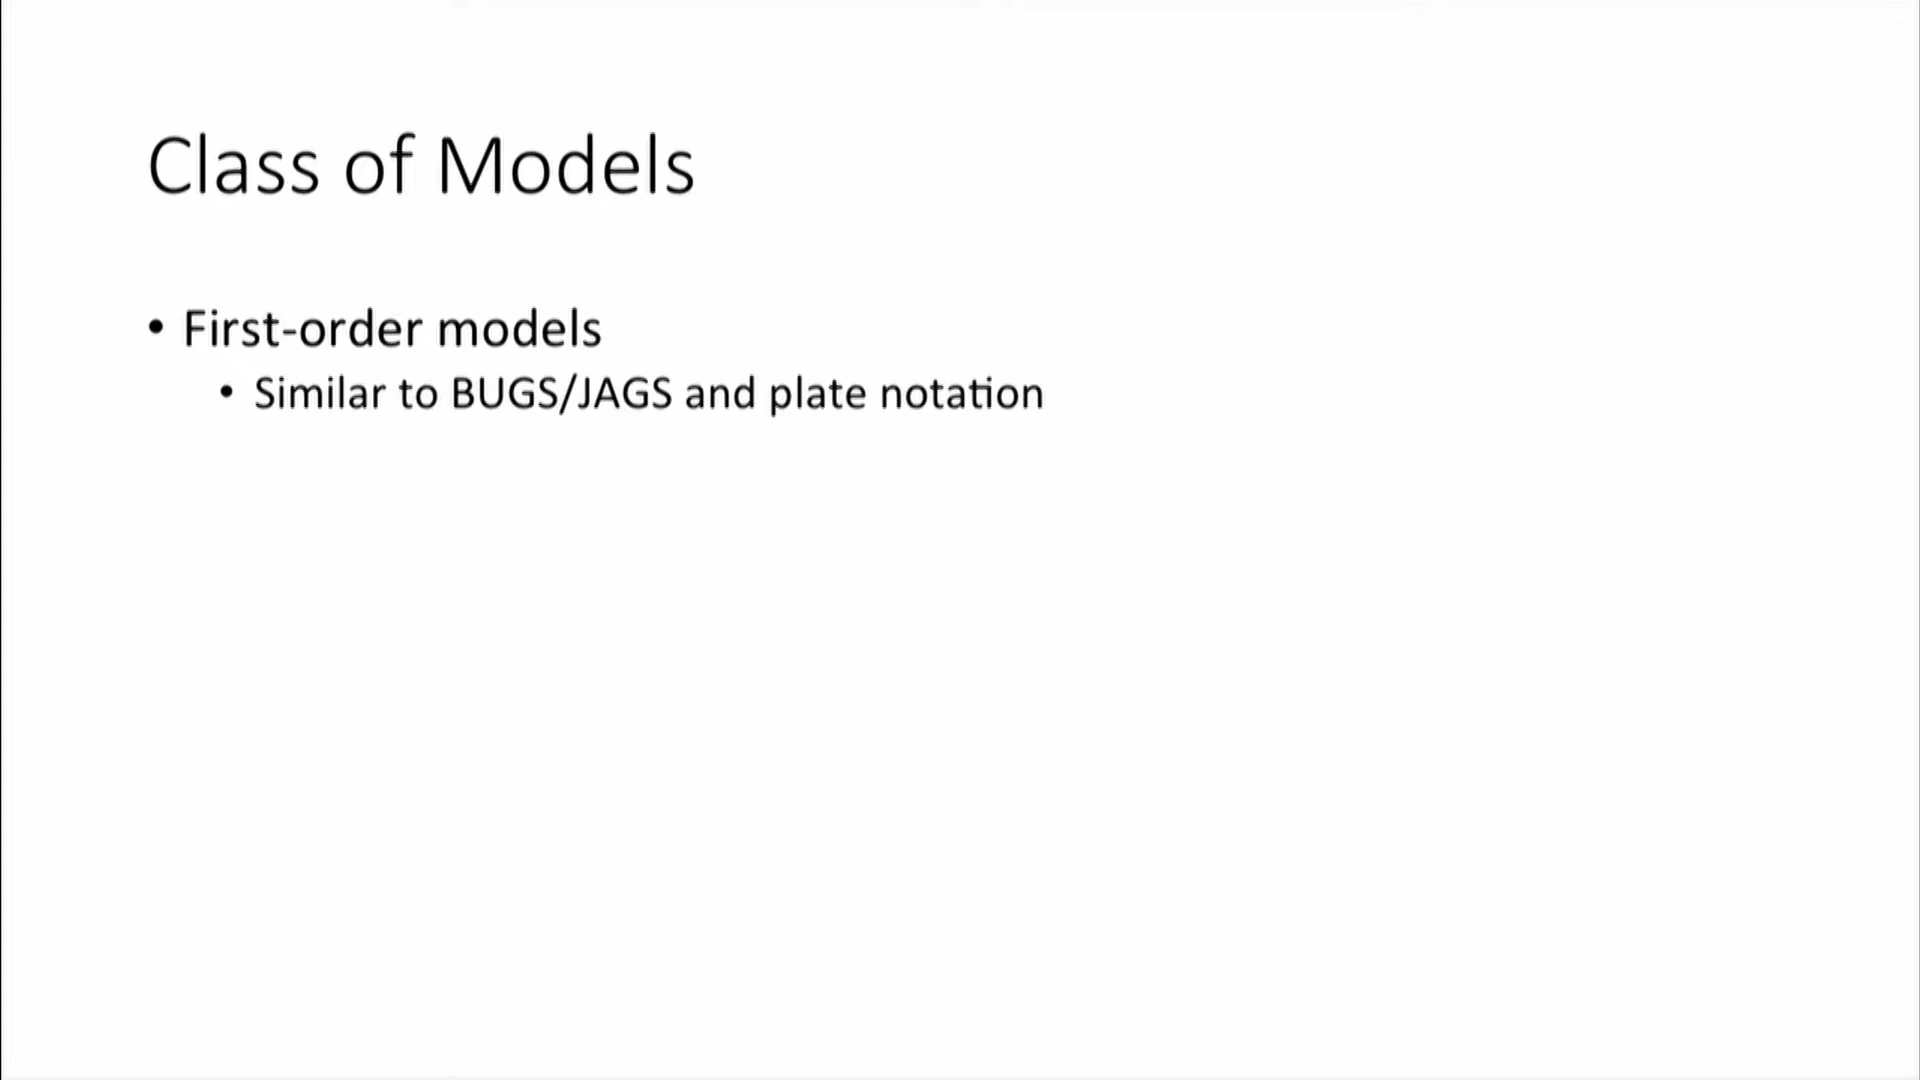 Class of Models
• First-order models
• Similar to BUGS/JAGS and plate notation